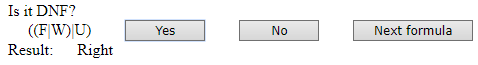 Is it DNF?
((F|W)|U) Yes No Next formula
Result: Right